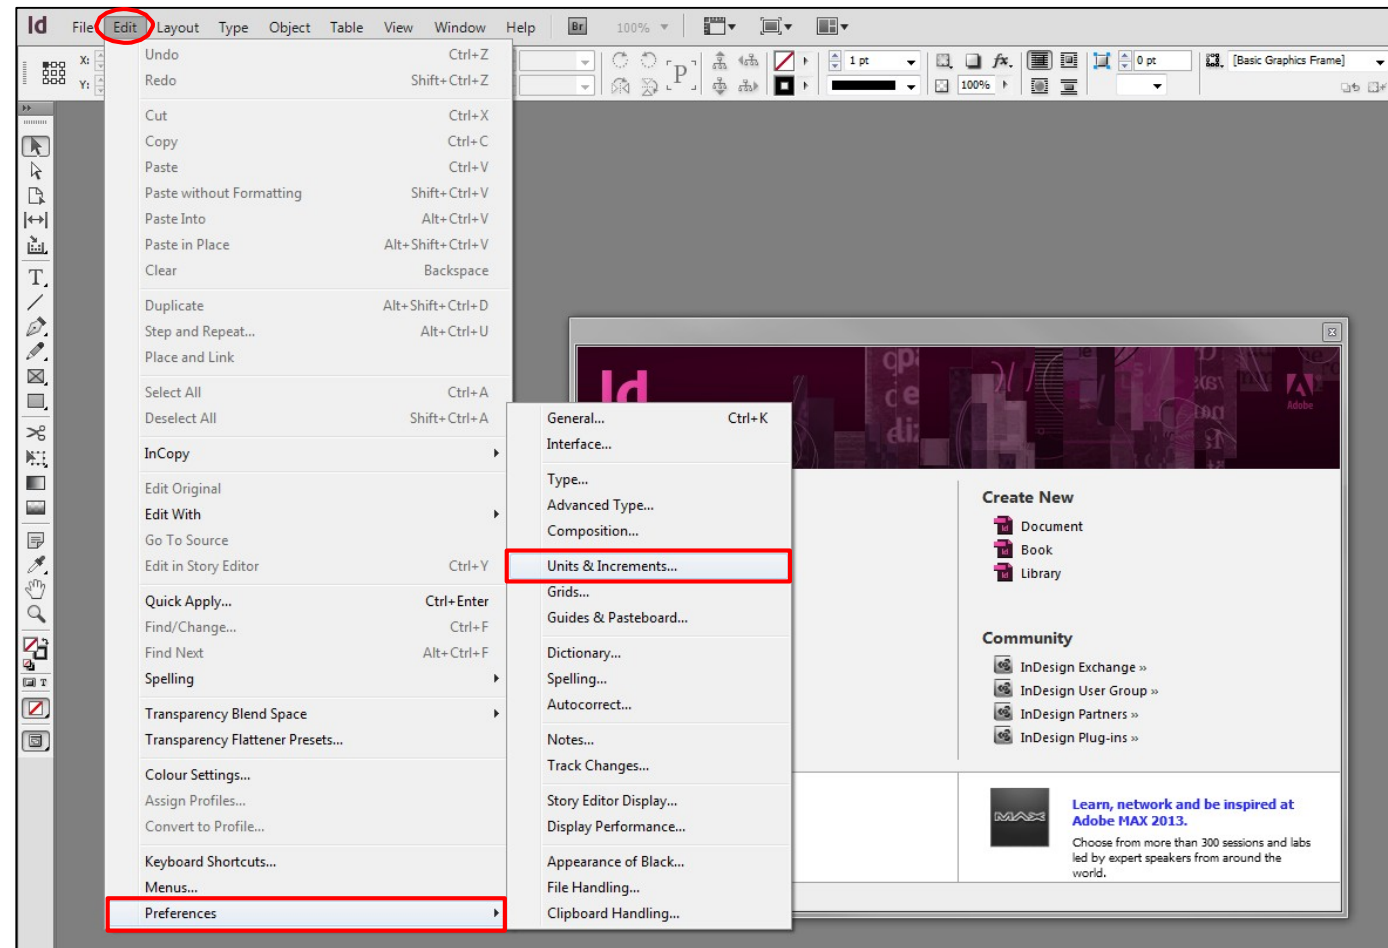 Id File Edit Layout Type Object Table View Window Help Br 100%
X:
Y:
P
1 pt
0 pt
[Basic Graphics Frame]
fx.
100%
Undo Ctrl+Z
Redo Shift+Ctrl+Z
Cut Ctrl+X
Copy Ctrl+C
Paste Ctrl+V
Paste without Formatting Shift+Ctrl+V
Paste Into Alt+Ctrl+V
Paste in Place Alt+Shift+Ctrl+V
Clear Backspace
Duplicate Alt+Shift+Ctrl+D
Step and Repeat... Alt+Ctrl+U
Place and Link
Select All Ctrl+A
Deselect All Shift+Ctrl+A
InCopy
Edit Original
Edit With
Go To Source
Edit in Story Editor Ctrl+Y
Quick Apply... Ctrl+Enter
Find/Change... Ctrl+F
Find Next Alt+Ctrl+F
Spelling
Transparency Blend Space
Transparency Flattener Presets...
Colour Settings...
Assign Profiles...
Convert to Profile...
Keyboard Shortcuts...
Menus...
Preferences
General... Ctrl+K
Interface...
Type...
Advanced Type...
Composition...
Units & Increments...
Grids...
Guides & Pasteboard...
Dictionary...
Spelling...
Autocorrect...
Notes...
Track Changes...
Story Editor Display...
Display Performance...
Appearance of Black...
File Handling...
Clipboard Handling...
Id
Adobe
Create New
Document
Book
Library
Community
InDesign Exchange »
InDesign User Group »
InDesign Partners »
InDesign Plug-ins »
MAX
Learn, network and be inspired at
Adobe MAX 2013.
Choose from more than 300 sessions and labs
led by expert speakers from around the
world.